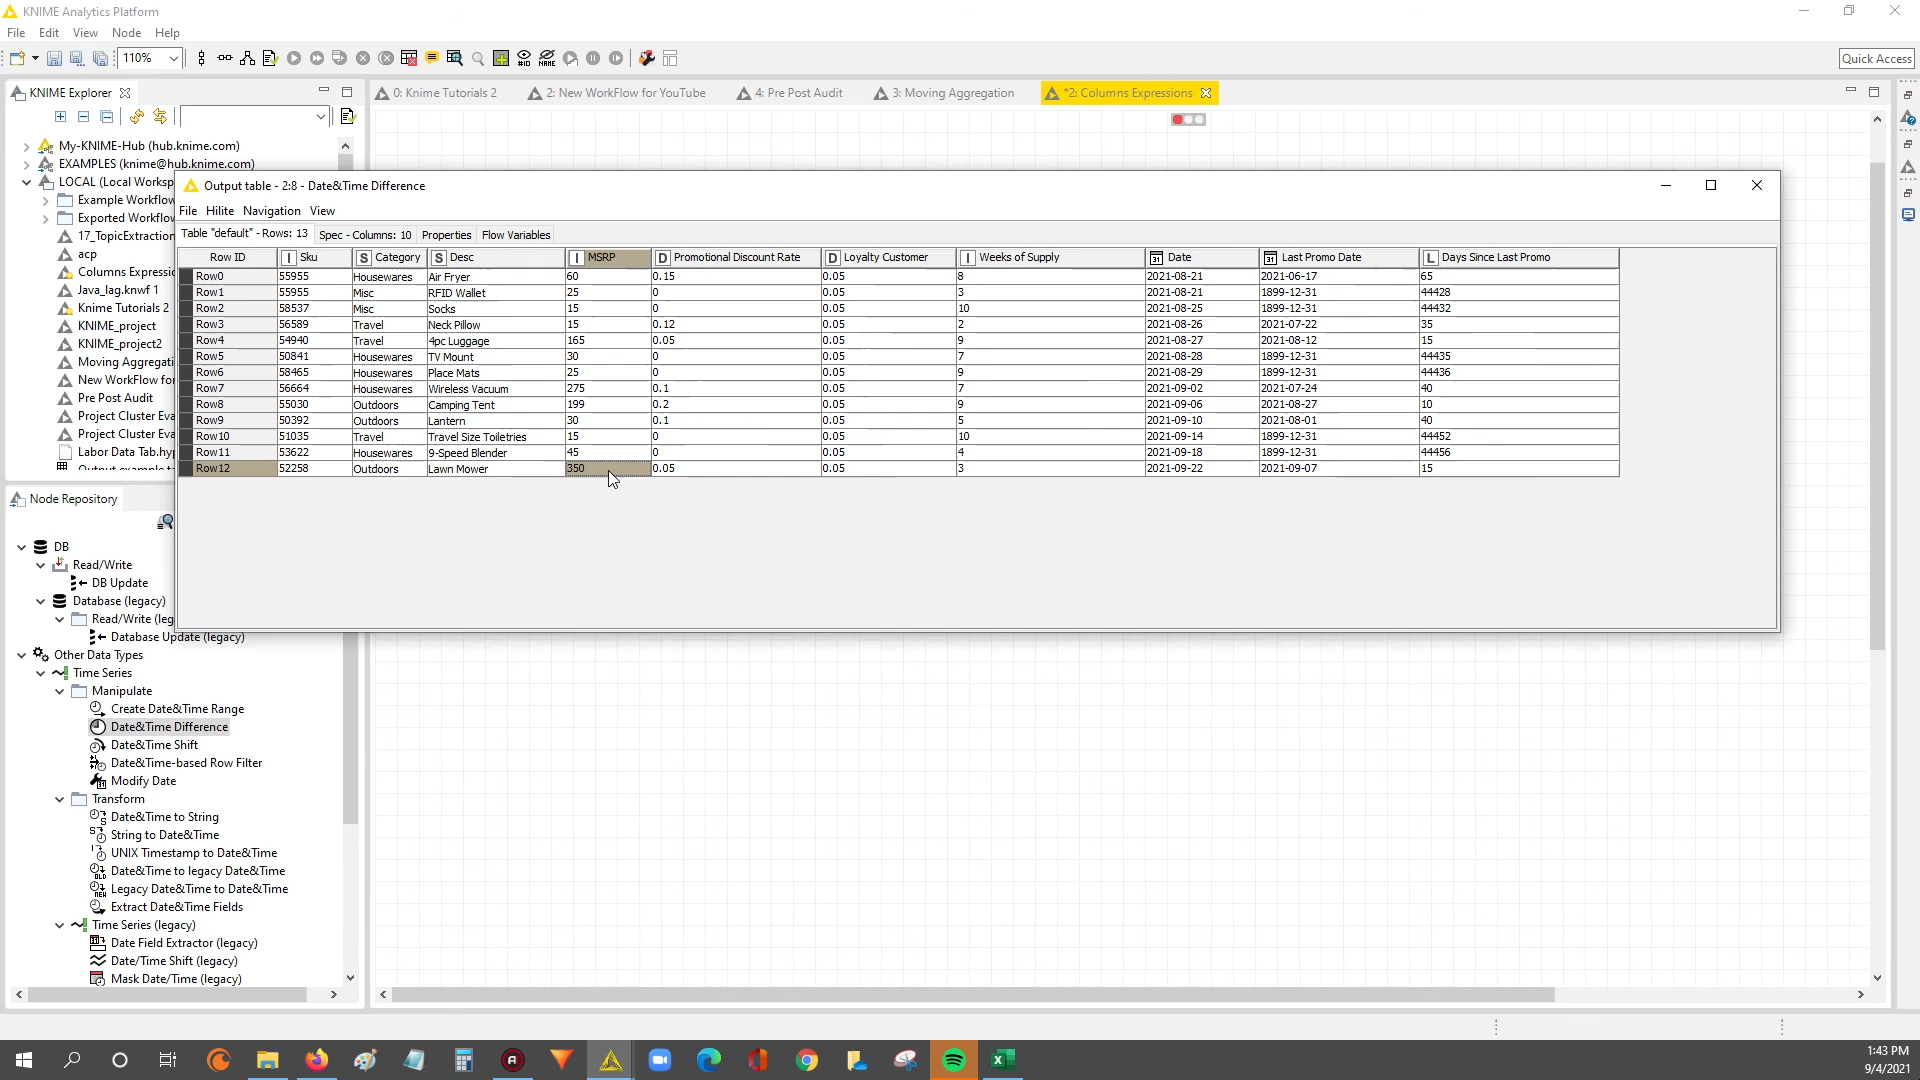 KNIME Analytics Platform
File Edit View Node Help
110%
Quick Access
KNIME Explorer
0: Knime Tutorials 2
2: New WorkFlow for YouTube
4: Pre Post Audit
3: Moving Aggregation
*2: Columns Expressions
My-KNIME-Hub (hub.knime.com)
EXAMPLES (knime@hub.knime.com)
LOCAL (Local Worksp
Example Workflow
Exported Workflow
17_TopicExtraction
acp
Columns Expressio
Java_lag.knwf 1
Knime Tutorials 2
KNIME_project
KNIME_project2
Moving Aggregati
New WorkFlow for
Pre Post Audit
Project Cluster Eva
Project Cluster Eva
Labor Data Tab.hyp
Output example t
Output table - 2:8 - Date&Time Difference
File Hilite Navigation View
Table "default" - Rows: 13 Spec - Columns: 10 Properties Flow Variables
Row ID I Sku S Category S Desc I MSRP D Promotional Discount Rate D Loyalty Customer I Weeks of Supply 31 Date 31 Last Promo Date L Days Since Last Promo
Row0 55955 Housewares Air Fryer 60 0.15 0.05 8 2021-08-21 2021-06-17 65
Row1 55955 Misc RFID Wallet 25 0 0.05 3 2021-08-21 1899-12-31 44428
Row2 58537 Misc Socks 15 0 0.05 10 2021-08-25 1899-12-31 44432
Row3 56589 Travel Neck Pillow 15 0.12 0.05 2 2021-08-26 2021-07-22 35
Row4 54940 Travel 4pc Luggage 165 0.05 0.05 9 2021-08-27 2021-08-12 15
Row5 50841 Housewares TV Mount 30 0 0.05 7 2021-08-28 1899-12-31 44435
Row6 58465 Housewares Place Mats 25 0 0.05 9 2021-08-29 1899-12-31 44436
Row7 56664 Housewares Wireless Vacuum 275 0.1 0.05 7 2021-09-02 2021-07-24 40
Row8 55030 Outdoors Camping Tent 199 0.2 0.05 9 2021-09-06 2021-08-27 10
Row9 50392 Outdoors Lantern 30 0.1 0.05 5 2021-09-10 2021-08-01 40
Row10 51035 Travel Travel Size Toiletries 15 0 0.05 10 2021-09-14 1899-12-31 44452
Row11 53622 Housewares 9-Speed Blender 45 0 0.05 4 2021-09-18 1899-12-31 44456
Row12 52258 Outdoors Lawn Mower 350 0.05 0.05 3 2021-09-22 2021-09-07 15
Node Repository
DB
Read/Write
DB Update
Database (legacy)
Read/Write (leg
Database Update (legacy)
Other Data Types
Time Series
Manipulate
Create Date&Time Range
Date&Time Difference
Date&Time Shift
Date&Time-based Row Filter
Modify Date
Transform
Date&Time to String
String to Date&Time
UNIX Timestamp to Date&Time
Date&Time to legacy Date&Time
Legacy Date&Time to Date&Time
Extract Date&Time Fields
Time Series (legacy)
Date Field Extractor (legacy)
Date/Time Shift (legacy)
Mask Date/Time (legacy)
1:43 PM
9/4/2021